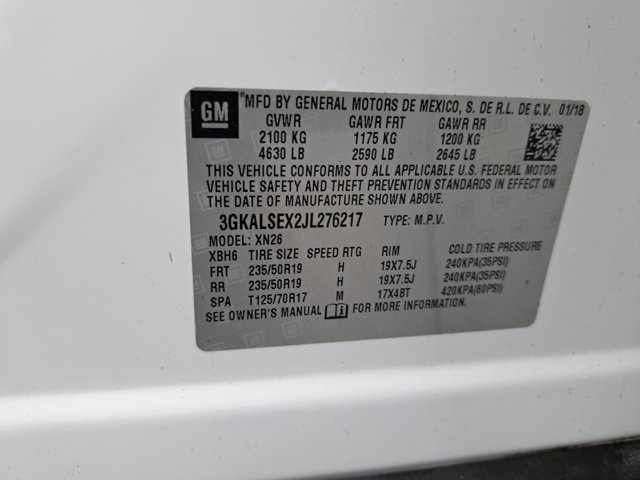 GM
MFD BY GENERAL MOTORS DE MEXICO, S. DE R.L. DE C.V. 01/18
GVWR GAWR FRT GAWR RR
2100 KG 1175 KG 1200 KG
4630 LB 2590 LB 2645 LB
THIS VEHICLE CONFORMS TO ALL APPLICABLE U.S. FEDERAL MOTOR
VEHICLE SAFETY AND THEFT PREVENTION STANDARDS IN EFFECT ON
THE DATE OF MANUFACTURE SHOWN ABOVE.
3GKALSEX2JL276217 TYPE: M.P.V.
MODEL: XN26
XBH6 TIRE SIZE SPEED RTG RIM COLD TIRE PRESSURE
FRT 235/50R19 H 19X7.5J 240KPA(35PSI)
RR 235/50R19 H 19X7.5J 240KPA(35PSI)
SPA T125/70R17 M 17X4BT 420KPA(60PSI)
SEE OWNER'S MANUAL FOR MORE INFORMATION.